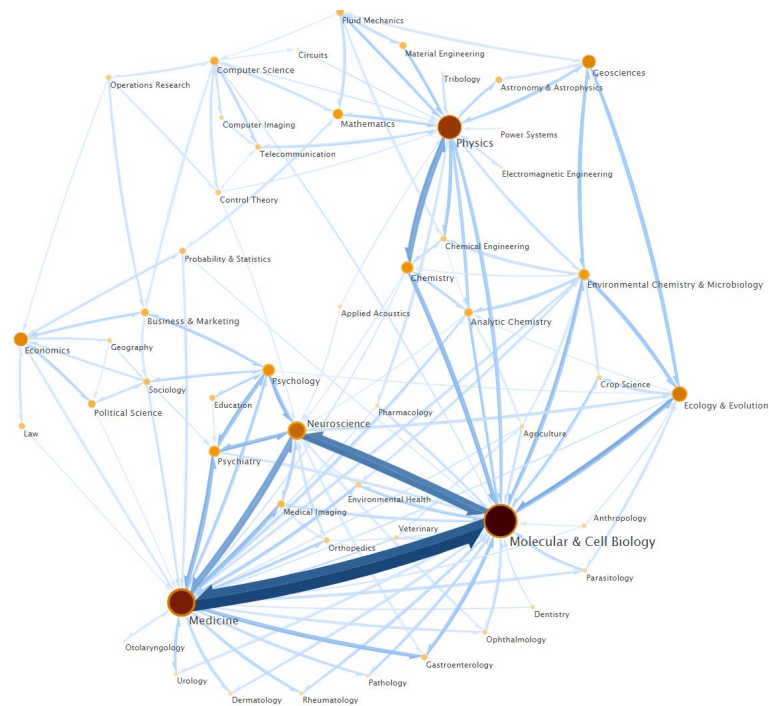 Fluid Mechanics
Circuits
Material Engineering
Computer Science
Geosciences
Tribology
Operations Research
Astronomy & Astrophysics
Computer Imaging
Mathematics
Power Systems
Physics
Telecommunication
Electromagnetic Engineering
Control Theory
Chemical Engineering
Probability & Statistics
Chemistry
Environmental Chemistry & Microbiology
Applied Acoustics
Business & Marketing
Analytic Chemistry
Geography
Economics
Psychology
Crop Science
Sociology
Education
Ecology & Evolution
Political Science
Pharmacology
Neuroscience
Law
Agriculture
Psychiatry
Environmental Health
Medical Imaging
Anthropology
Veterinary
Molecular & Cell Biology
Orthopedics
Parasitology
Dentistry
Medicine
Ophthalmology
Otolaryngology
Gastroenterology
Urology
Pathology
Dermatology
Rheumatology